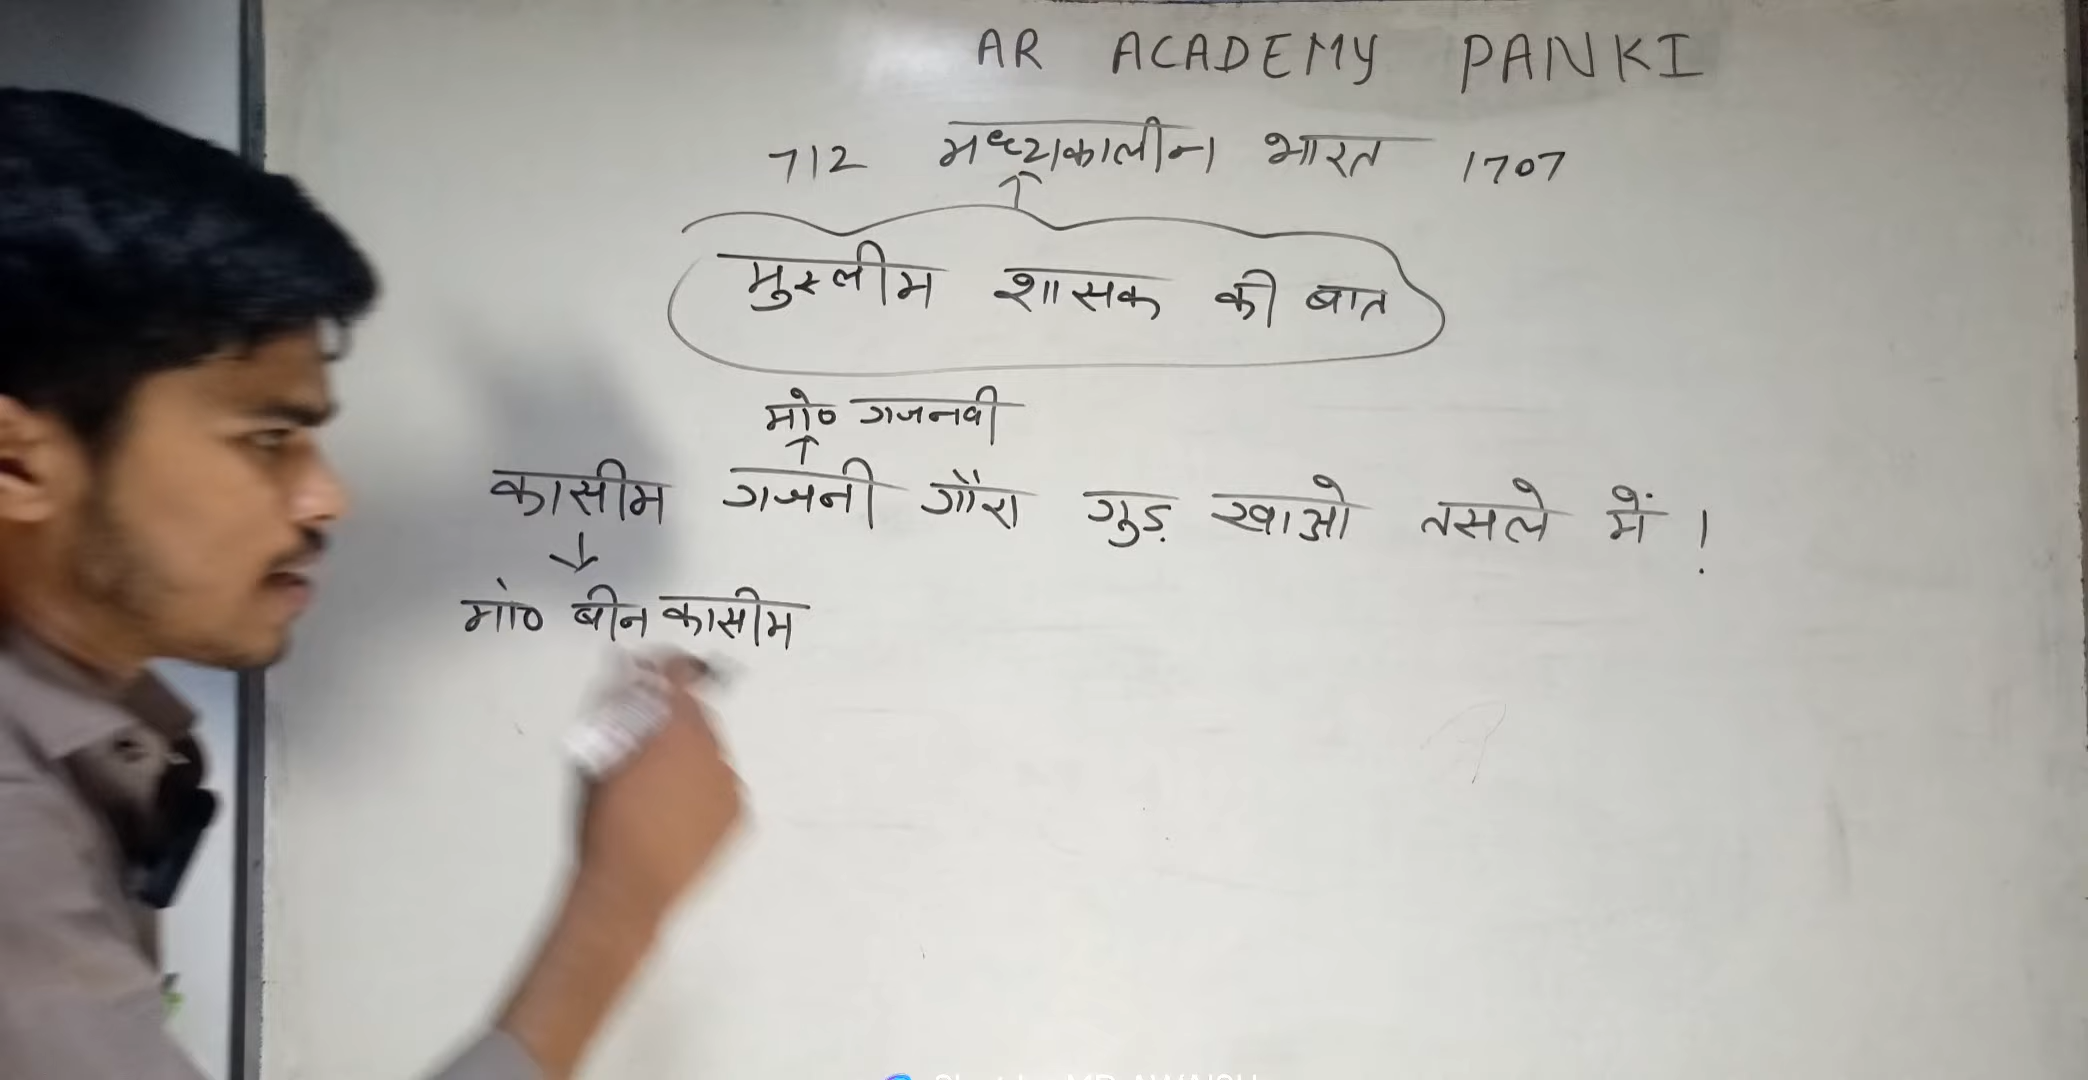 AR ACADEMY PANKI
712 मध्यकालीन भारत 1707
मुस्लीम शासक की बात
मो० गजनवी
कासीम गजनी गौरा गुड़ खाओ तसले में !
मो० बीन कासीम